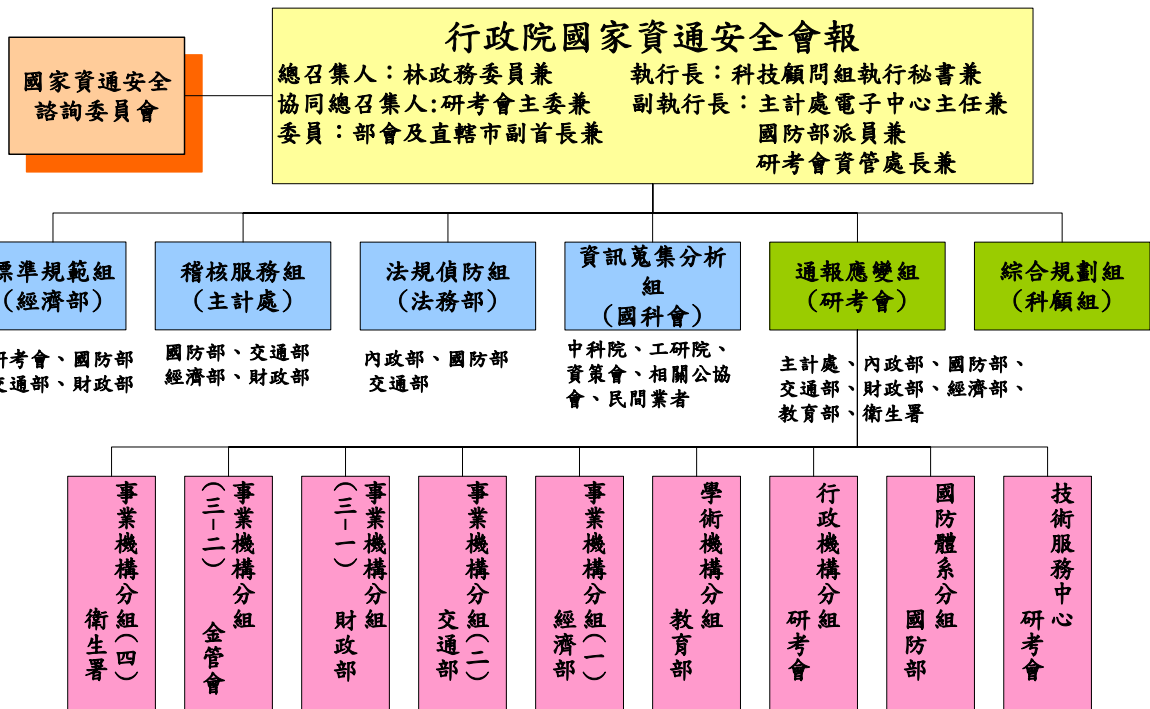 行政院國家資通安全會報
總召集人：林政務委員兼
協同總召集人:研考會主委兼
委員：部會及直轄市副首長兼
執行長：科技顧問組執行秘書兼
副執行長：主計處電子中心主任兼
國防部派員兼
研考會資管處長兼
國家資通安全
諮詢委員會
標準規範組
（經濟部）
研考會、國防部
交通部、財政部
稽核服務組
（主計處）
國防部、交通部
經濟部、財政部
法規偵防組
（法務部）
內政部、國防部
交通部
資訊蒐集分析
組
（國科會）
中科院、工研院、
資策會、相關公協
會、民間業者
通報應變組
（研考會）
主計處、內政部、國防部、
交通部、財政部、經濟部、
教育部、衛生署
綜合規劃組
（科顧組）
事業機構分組（四）
衛生署
事業機構分組
（三－二）
金管會
事業機構分組
（三－一）
財政部
事業機構分組（二）
交通部
事業機構分組（一）
經濟部
學術機構分組
教育部
行政機構分組
研考會
國防體系分組
國防部
技術服務中心
研考會